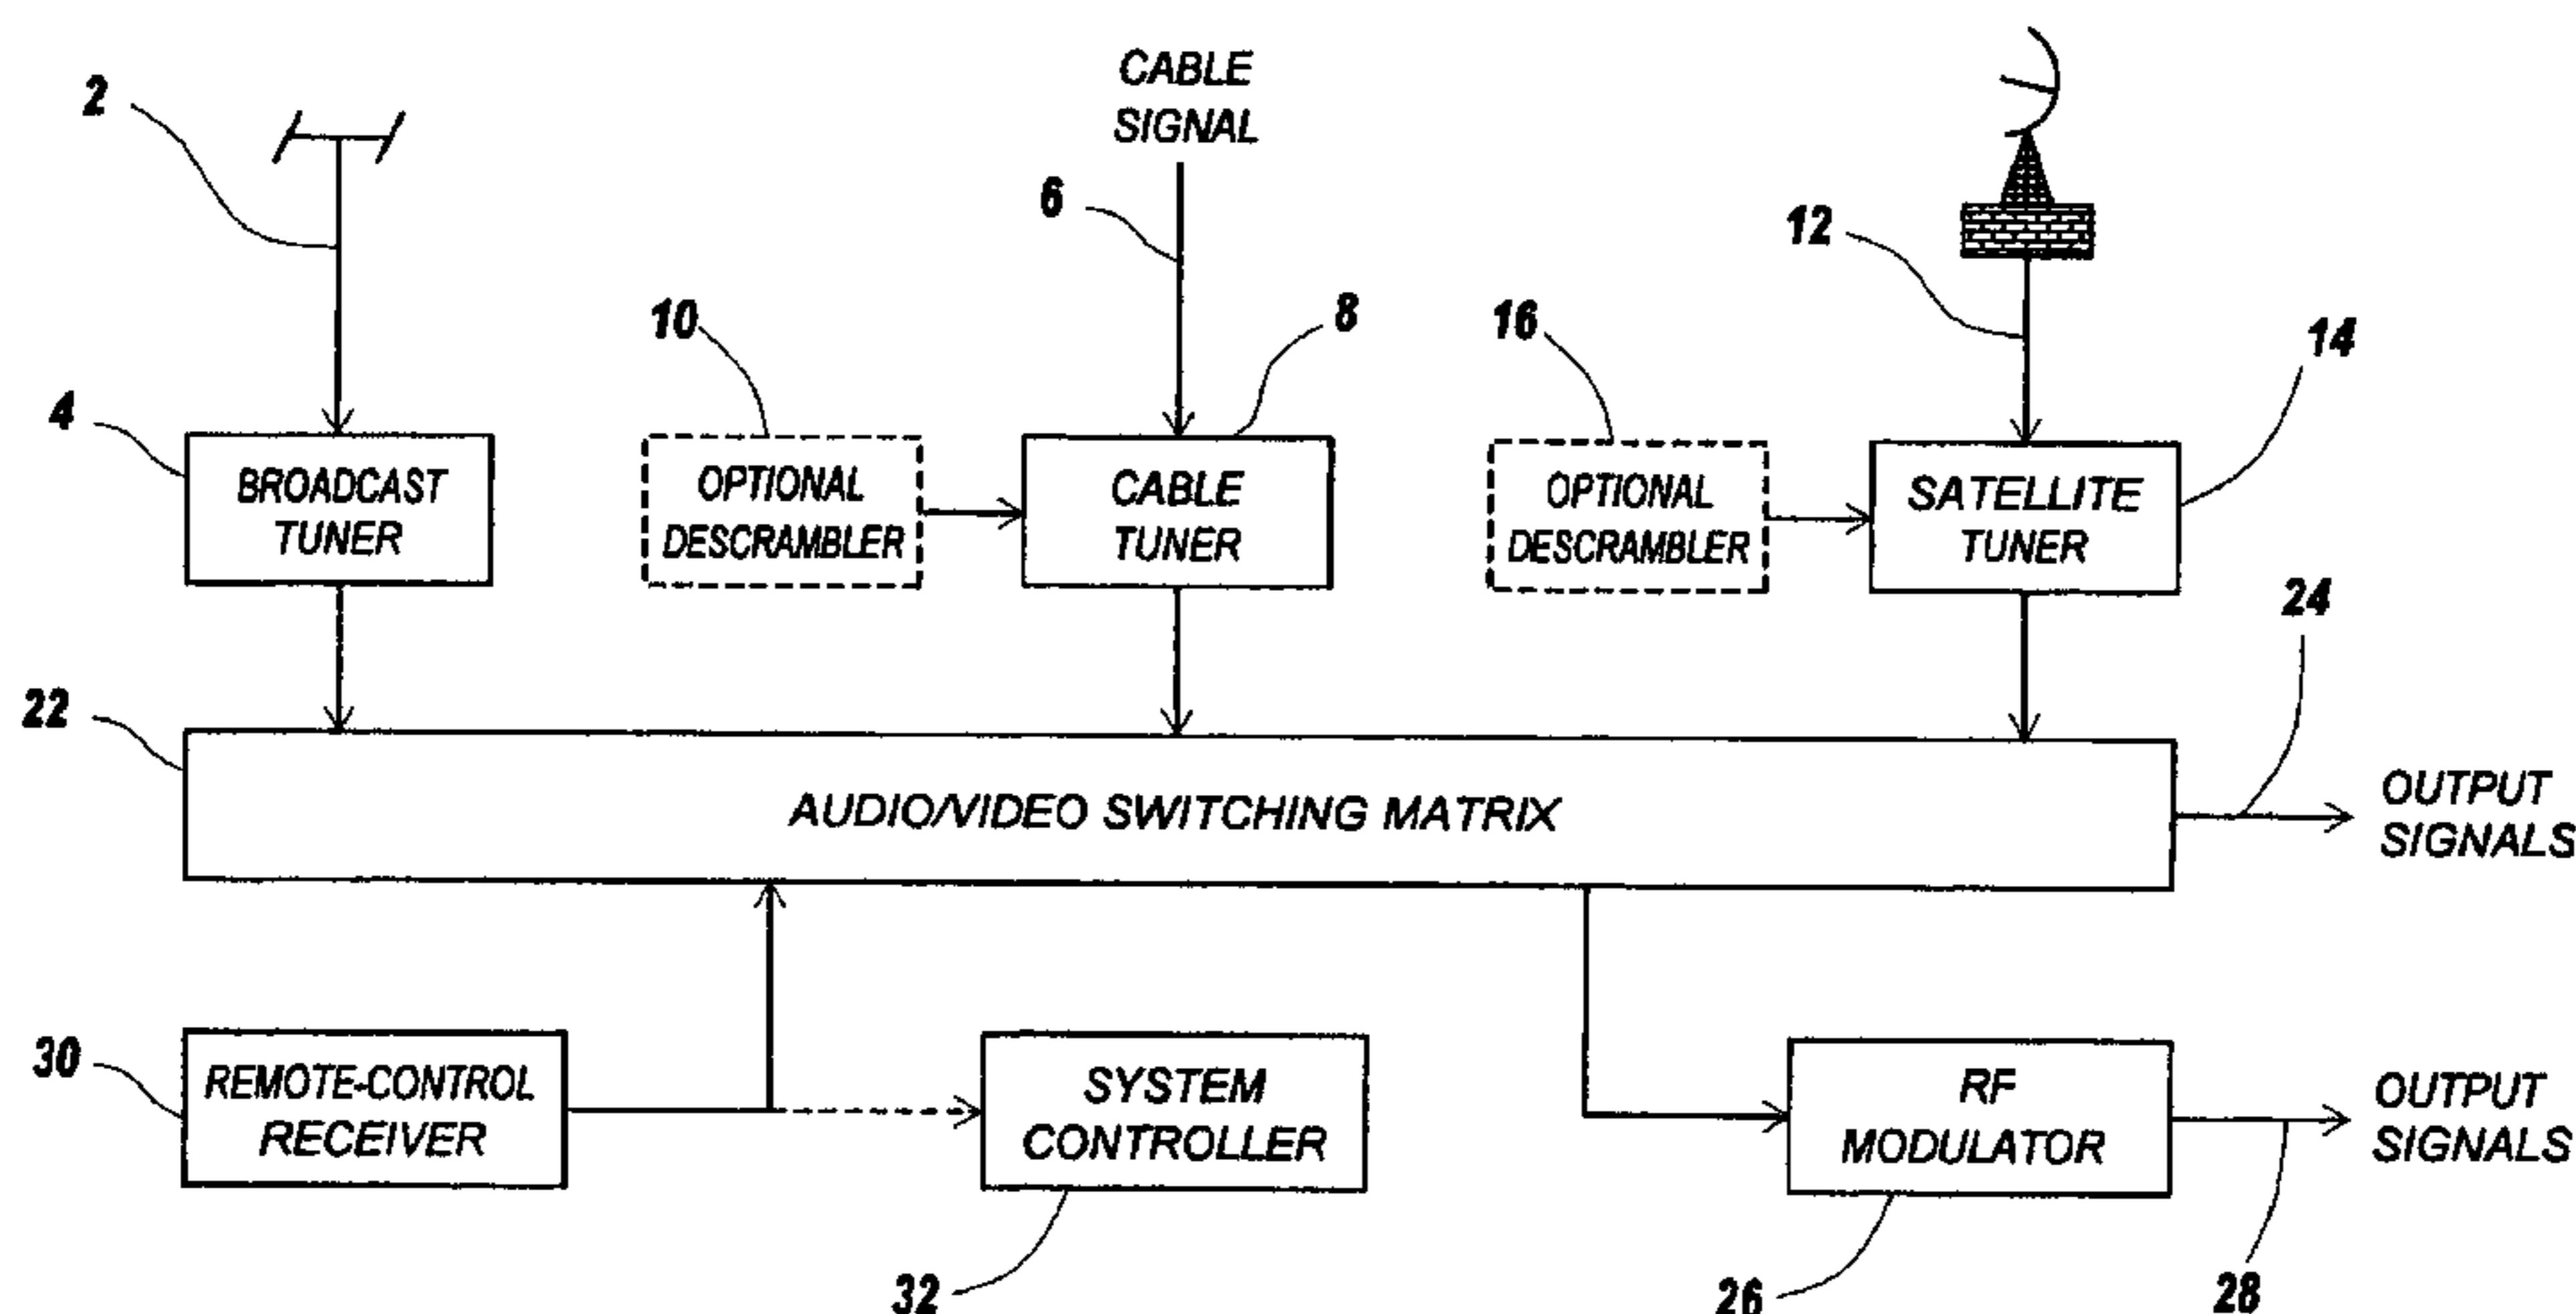 2
CABLE
SIGNAL
6
12
10
8
16
14
4
BROADCAST
TUNER
OPTIONAL
DESCRAMBLER
CABLE
TUNER
OPTIONAL
DESCRAMBLER
SATELLITE
TUNER
24
22
AUDIO/VIDEO SWITCHING MATRIX
OUTPUT
SIGNALS
30
REMOTE-CONTROL
RECEIVER
SYSTEM
CONTROLLER
RF
MODULATOR
OUTPUT
SIGNALS
32
26
28